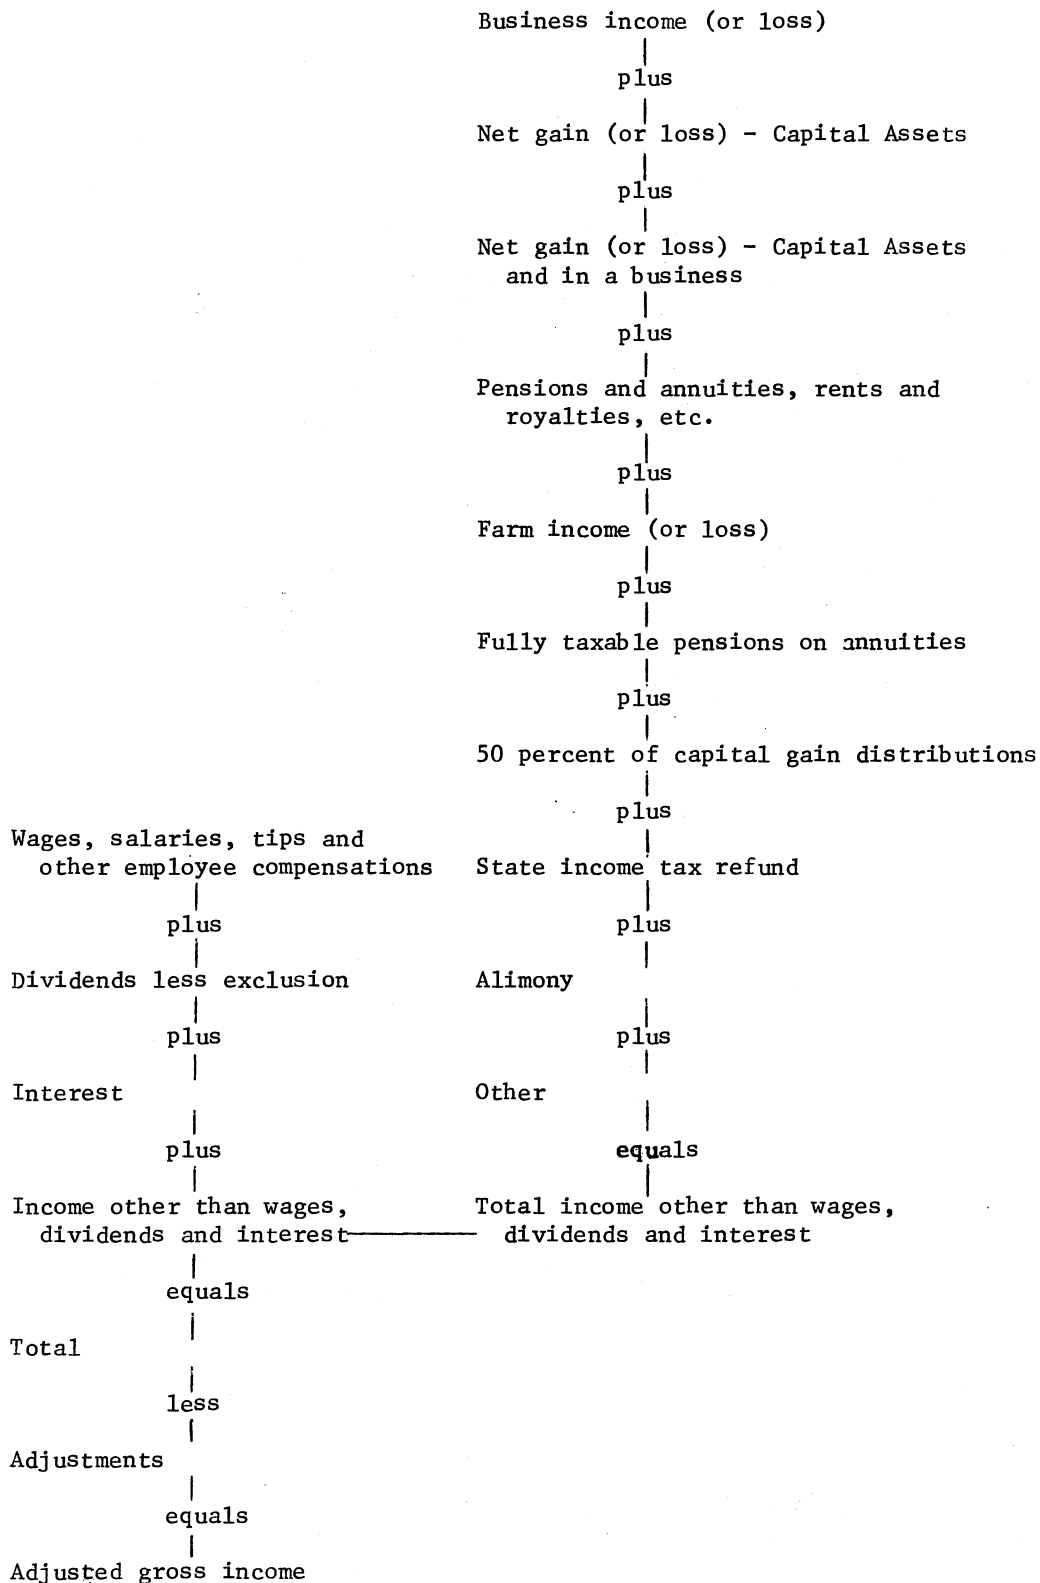 Business income (or loss)
plus
Net gain (or loss) - Capital Assets
plus
Net gain (or loss) - Capital Assets
and in a business
plus
Pensions and annuities, rents and
royalties, etc.
plus
Farm income (or loss)
plus
Fully taxable pensions on annuities
plus
50 percent of capital gain distributions
plus
State income tax refund
plus
Alimony
plus
Other
equals
Total income other than wages,
dividends and interest
Wages, salaries, tips and
other employee compensations
plus
Dividends less exclusion
plus
Interest
plus
Income other than wages,
dividends and interest
equals
Total
less
Adjustments
equals
Adjusted gross income